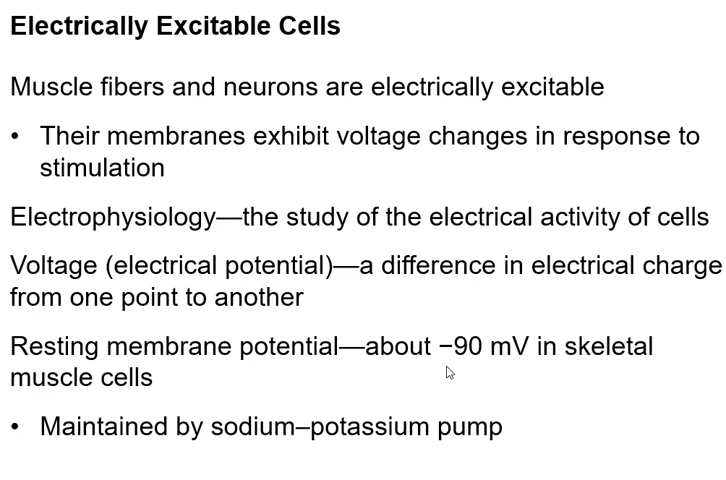 Electrically Excitable Cells
Muscle fibers and neurons are electrically excitable
• Their membranes exhibit voltage changes in response to
stimulation
Electrophysiology—the study of the electrical activity of cells
Voltage (electrical potential)—a difference in electrical charge
from one point to another
Resting membrane potential—about −90 mV in skeletal
muscle cells
• Maintained by sodium–potassium pump